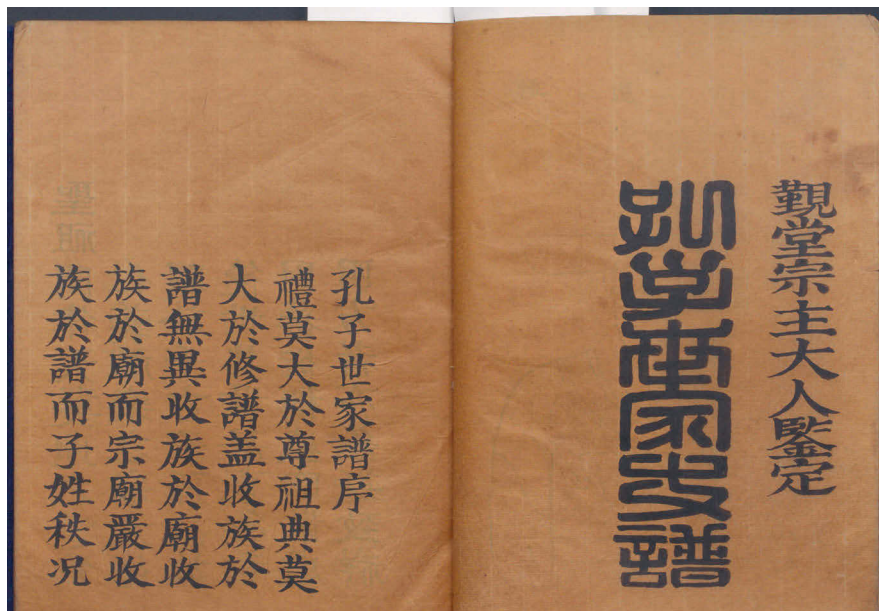 覲堂宗主大人鑒定
孔子世家支譜
孔子世家譜序
禮莫大於尊祖典莫
大於修譜盖收族於
譜無異收族於廟收
族於廟而宗廟嚴收
族於譜而子姓秩况